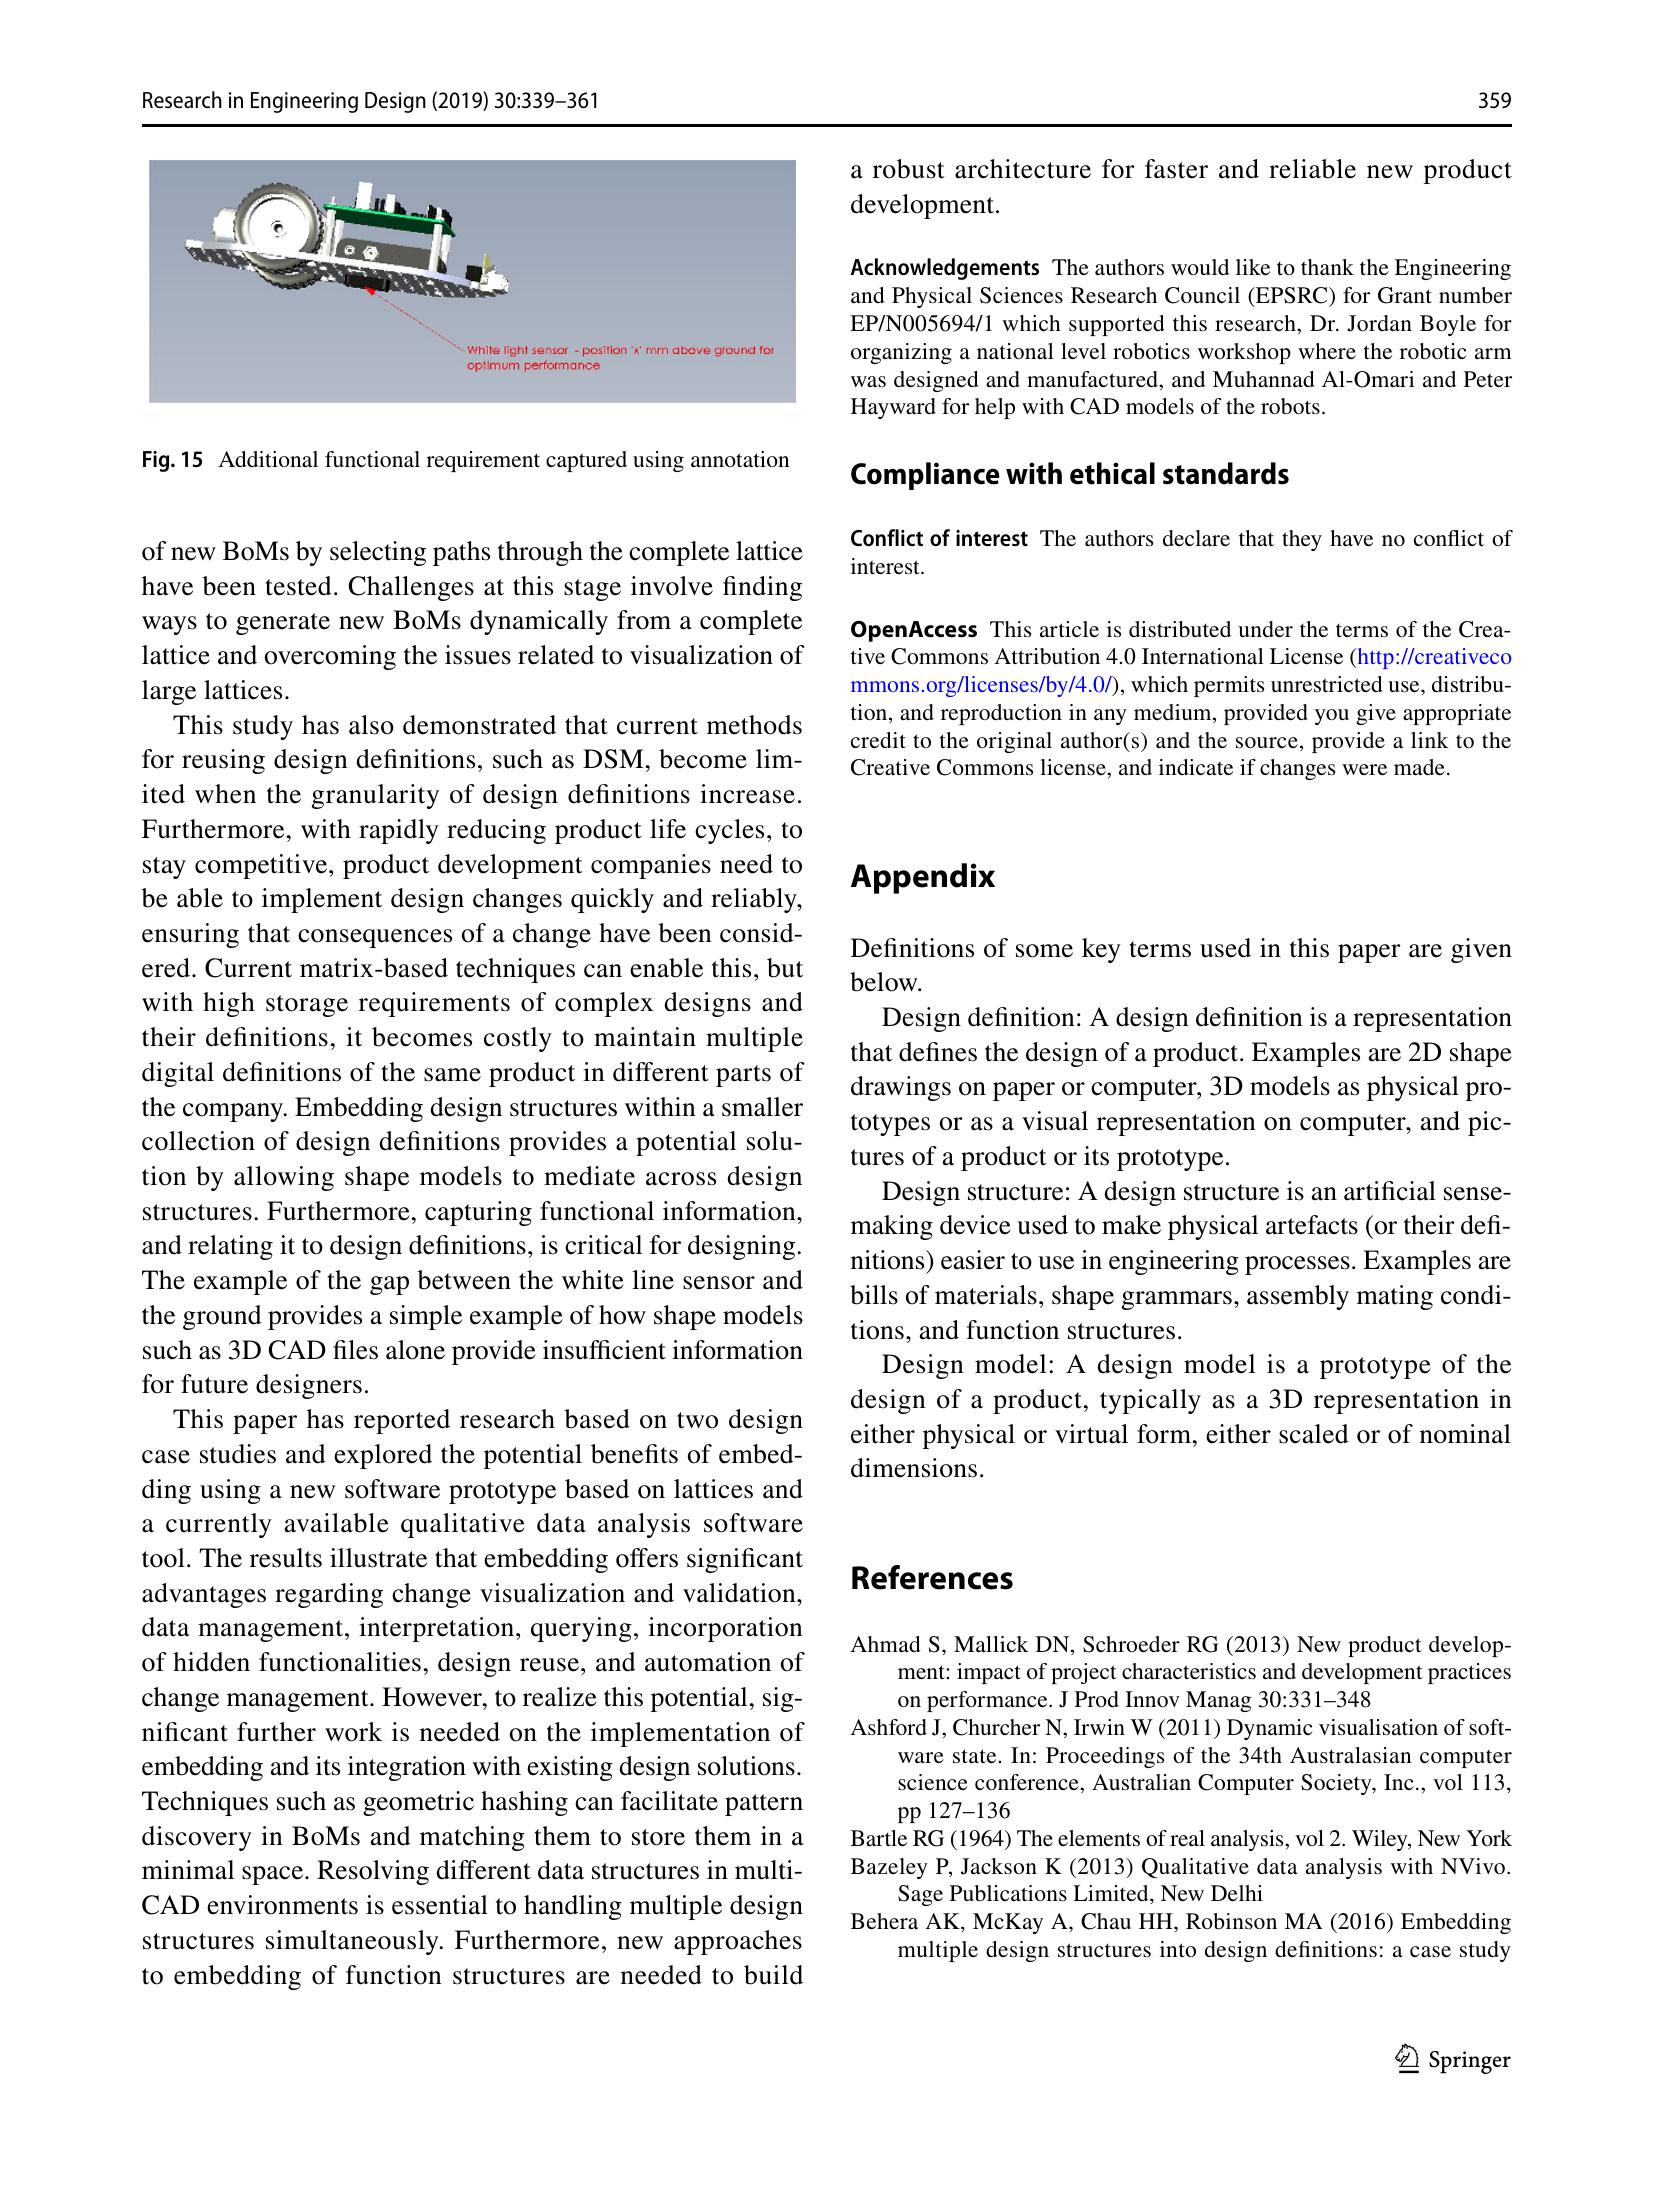 Research in Engineering Design (2019) 30:339–361
359
White light sensor - position 'x' mm above ground for
optimum performance
Fig. 15 Additional functional requirement captured using annotation
of new BoMs by selecting paths through the complete lattice
have been tested. Challenges at this stage involve finding
ways to generate new BoMs dynamically from a complete
lattice and overcoming the issues related to visualization of
large lattices.
This study has also demonstrated that current methods
for reusing design definitions, such as DSM, become lim-
ited when the granularity of design definitions increase.
Furthermore, with rapidly reducing product life cycles, to
stay competitive, product development companies need to
be able to implement design changes quickly and reliably,
ensuring that consequences of a change have been consid-
ered. Current matrix-based techniques can enable this, but
with high storage requirements of complex designs and
their definitions, it becomes costly to maintain multiple
digital definitions of the same product in different parts of
the company. Embedding design structures within a smaller
collection of design definitions provides a potential solu-
tion by allowing shape models to mediate across design
structures. Furthermore, capturing functional information,
and relating it to design definitions, is critical for designing.
The example of the gap between the white line sensor and
the ground provides a simple example of how shape models
such as 3D CAD files alone provide insufficient information
for future designers.
This paper has reported research based on two design
case studies and explored the potential benefits of embed-
ding using a new software prototype based on lattices and
a currently available qualitative data analysis software
tool. The results illustrate that embedding offers significant
advantages regarding change visualization and validation,
data management, interpretation, querying, incorporation
of hidden functionalities, design reuse, and automation of
change management. However, to realize this potential, sig-
nificant further work is needed on the implementation of
embedding and its integration with existing design solutions.
Techniques such as geometric hashing can facilitate pattern
discovery in BoMs and matching them to store them in a
minimal space. Resolving different data structures in multi-
CAD environments is essential to handling multiple design
structures simultaneously. Furthermore, new approaches
to embedding of function structures are needed to build
a robust architecture for faster and reliable new product
development.
Acknowledgements The authors would like to thank the Engineering
and Physical Sciences Research Council (EPSRC) for Grant number
EP/N005694/1 which supported this research, Dr. Jordan Boyle for
organizing a national level robotics workshop where the robotic arm
was designed and manufactured, and Muhannad Al-Omari and Peter
Hayward for help with CAD models of the robots.
Compliance with ethical standards
Conflict of interest The authors declare that they have no conflict of
interest.
OpenAccess This article is distributed under the terms of the Crea-
tive Commons Attribution 4.0 International License (http://creativeco
mmons.org/licenses/by/4.0/), which permits unrestricted use, distribu-
tion, and reproduction in any medium, provided you give appropriate
credit to the original author(s) and the source, provide a link to the
Creative Commons license, and indicate if changes were made.
Appendix
Definitions of some key terms used in this paper are given
below.
Design definition: A design definition is a representation
that defines the design of a product. Examples are 2D shape
drawings on paper or computer, 3D models as physical pro-
totypes or as a visual representation on computer, and pic-
tures of a product or its prototype.
Design structure: A design structure is an artificial sense-
making device used to make physical artefacts (or their defi-
nitions) easier to use in engineering processes. Examples are
bills of materials, shape grammars, assembly mating condi-
tions, and function structures.
Design model: A design model is a prototype of the
design of a product, typically as a 3D representation in
either physical or virtual form, either scaled or of nominal
dimensions.
References
Ahmad S, Mallick DN, Schroeder RG (2013) New product develop-
ment: impact of project characteristics and development practices
on performance. J Prod Innov Manag 30:331–348
Ashford J, Churcher N, Irwin W (2011) Dynamic visualisation of soft-
ware state. In: Proceedings of the 34th Australasian computer
science conference, Australian Computer Society, Inc., vol 113,
pp 127–136
Bartle RG (1964) The elements of real analysis, vol 2. Wiley, New York
Bazeley P, Jackson K (2013) Qualitative data analysis with NVivo.
Sage Publications Limited, New Delhi
Behera AK, McKay A, Chau HH, Robinson MA (2016) Embedding
multiple design structures into design definitions: a case study
Springer